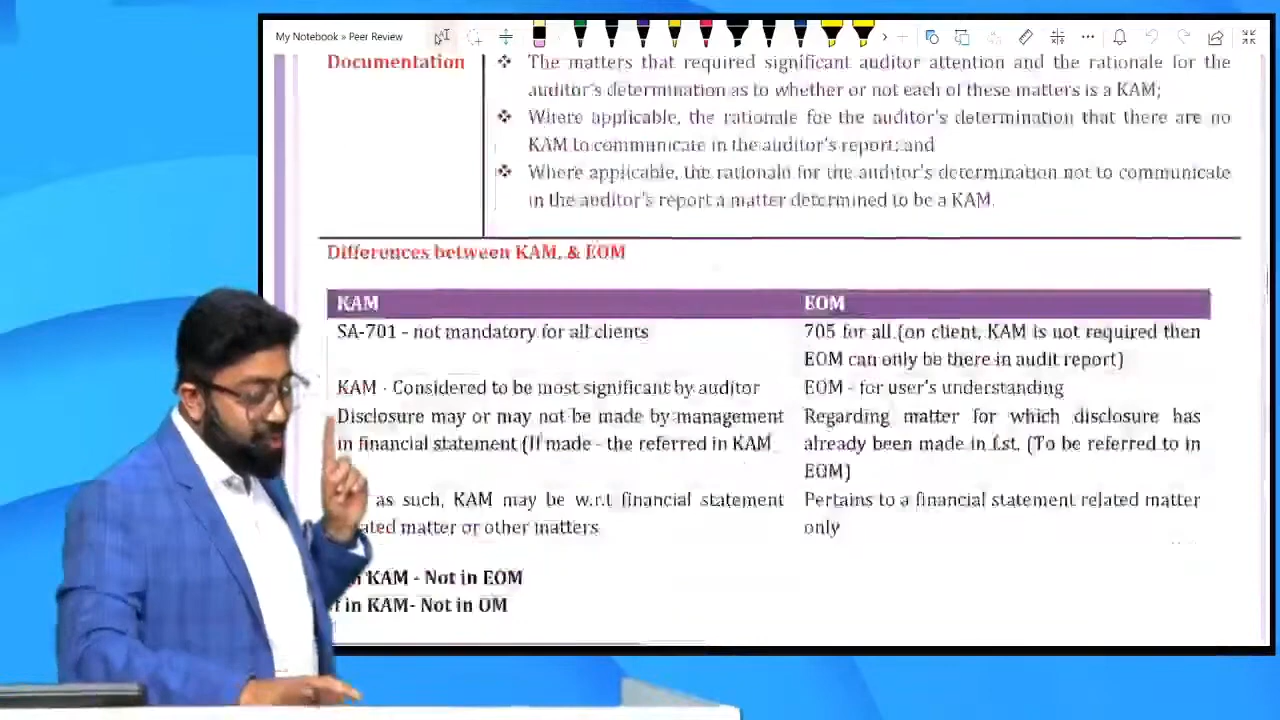 My Notebook » Peer Review
Documentation
❖ The matters that required significant auditor attention and the rationale for the
auditor's determination as to whether or not each of these matters is a KAM;
❖ Where applicable, the rationale for the auditor's determination that there are no
KAM to communicate in the auditor's report; and
❖ Where applicable, the rationale for the auditor's determination not to communicate
in the auditor's report a matter determined to be a KAM.
Differences between KAM, & EOM
KAM EOM
SA-701 - not mandatory for all clients
705 for all (on client, KAM is not required then
EOM can only be there in audit report)
KAM - Considered to be most significant by auditor
EOM - for user's understanding
Disclosure may or may not be made by management
in financial statement (If made - the referred in KAM
Regarding matter for which disclosure has
already been made in f.st. (To be referred to in
EOM)
as such, KAM may be w.r.t financial statement
matter or other matters
Pertains to a financial statement related matter
only
KAM - Not in EOM
in KAM- Not in OM